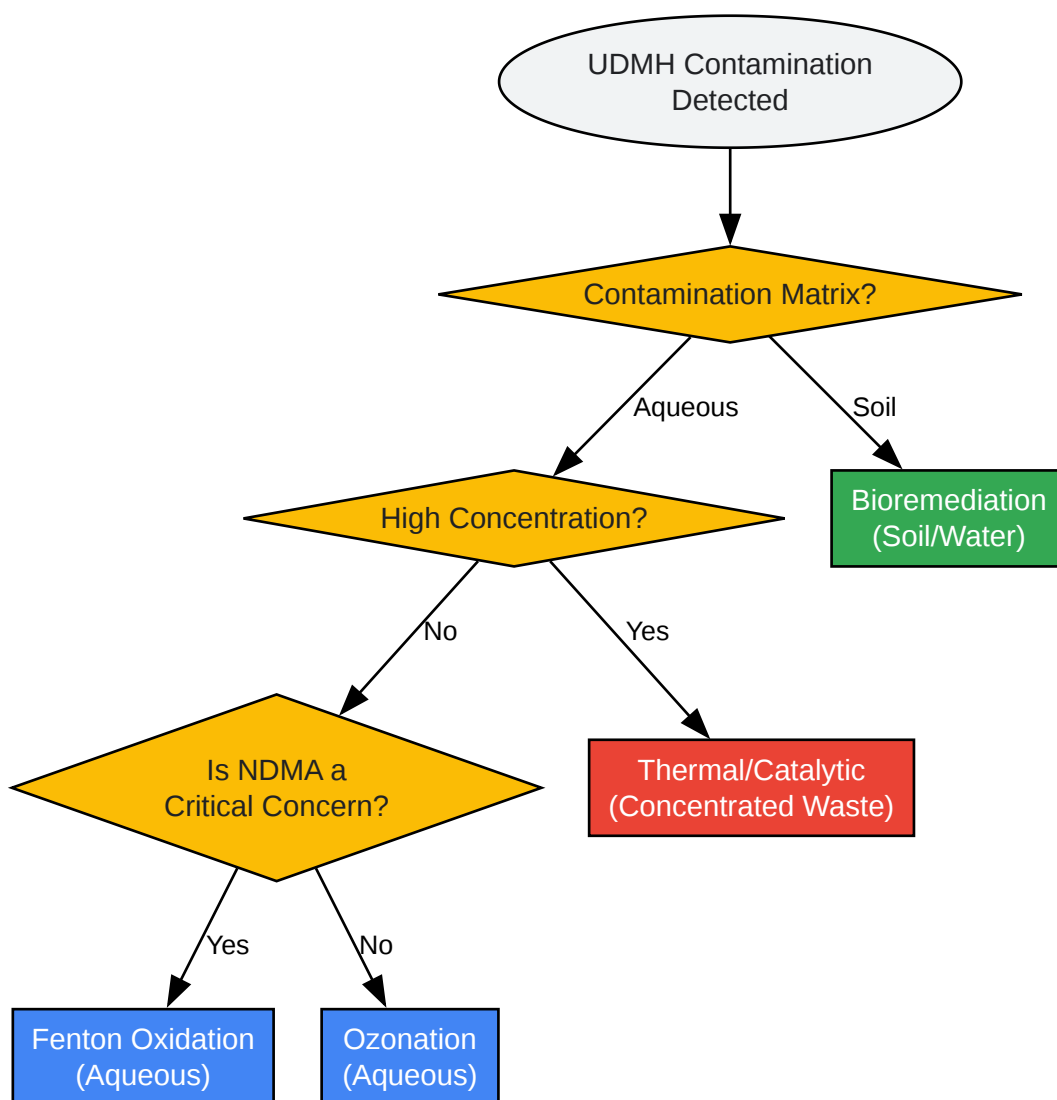 UDMH Contamination
Detected
Contamination Matrix?
Aqueous
Soil
High Concentration?
Bioremediation
(Soil/Water)
No
Yes
Is NDMA a
Critical Concern?
Thermal/Catalytic
(Concentrated Waste)
Yes
No
Fenton Oxidation
(Aqueous)
Ozonation
(Aqueous)